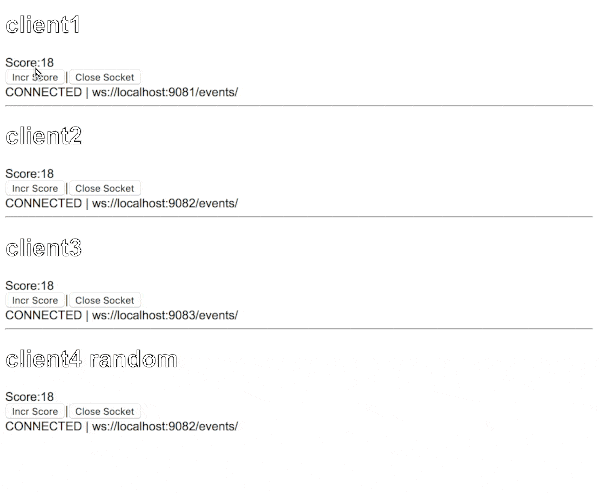 client1
Score:18
Incr Score | Close Socket
CONNECTED | ws://localhost:9081/events/
client2
Score:18
Incr Score | Close Socket
CONNECTED | ws://localhost:9082/events/
client3
Score:18
Incr Score | Close Socket
CONNECTED | ws://localhost:9083/events/
client4 random
Score:18
Incr Score | Close Socket
CONNECTED | ws://localhost:9082/events/